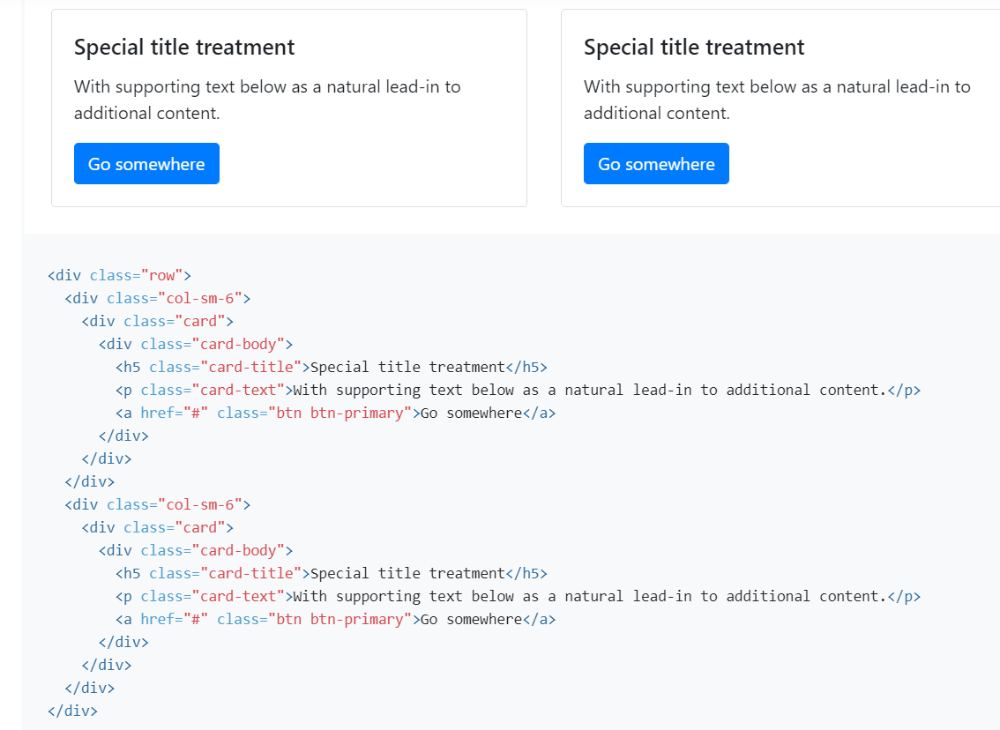 Special title treatment
With supporting text below as a natural lead-in to
additional content.
Go somewhere
Special title treatment
With supporting text below as a natural lead-in to
additional content.
Go somewhere
<div class="row">
  <div class="col-sm-6">
    <div class="card">
      <div class="card-body">
        <h5 class="card-title">Special title treatment</h5>
        <p class="card-text">With supporting text below as a natural lead-in to additional content.</p>
        <a href="#" class="btn btn-primary">Go somewhere</a>
      </div>
    </div>
  </div>
  <div class="col-sm-6">
    <div class="card">
      <div class="card-body">
        <h5 class="card-title">Special title treatment</h5>
        <p class="card-text">With supporting text below as a natural lead-in to additional content.</p>
        <a href="#" class="btn btn-primary">Go somewhere</a>
      </div>
    </div>
  </div>
</div>